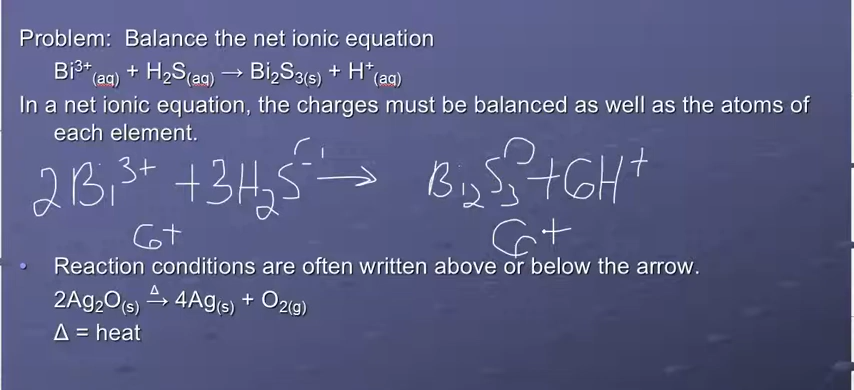 Problem: Balance the net ionic equation
Bi³⁺(aq) + H₂S(aq) → Bi₂S₃(s) + H⁺(aq)
In a net ionic equation, the charges must be balanced as well as the atoms of
each element.
2Bi³⁺ + 3H₂S → Bi₂S₃ + 6H⁺
6+ 6+
• Reaction conditions are often written above or below the arrow.
2Ag₂O(s) →^Δ 4Ag(s) + O₂(g)
Δ = heat